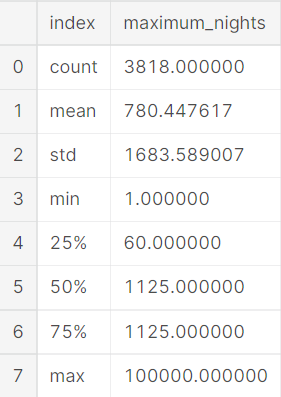 index maximum_nights
0 count 3818.000000
1 mean 780.447617
2 std 1683.589007
3 min 1.000000
4 25% 60.000000
5 50% 1125.000000
6 75% 1125.000000
7 max 100000.000000